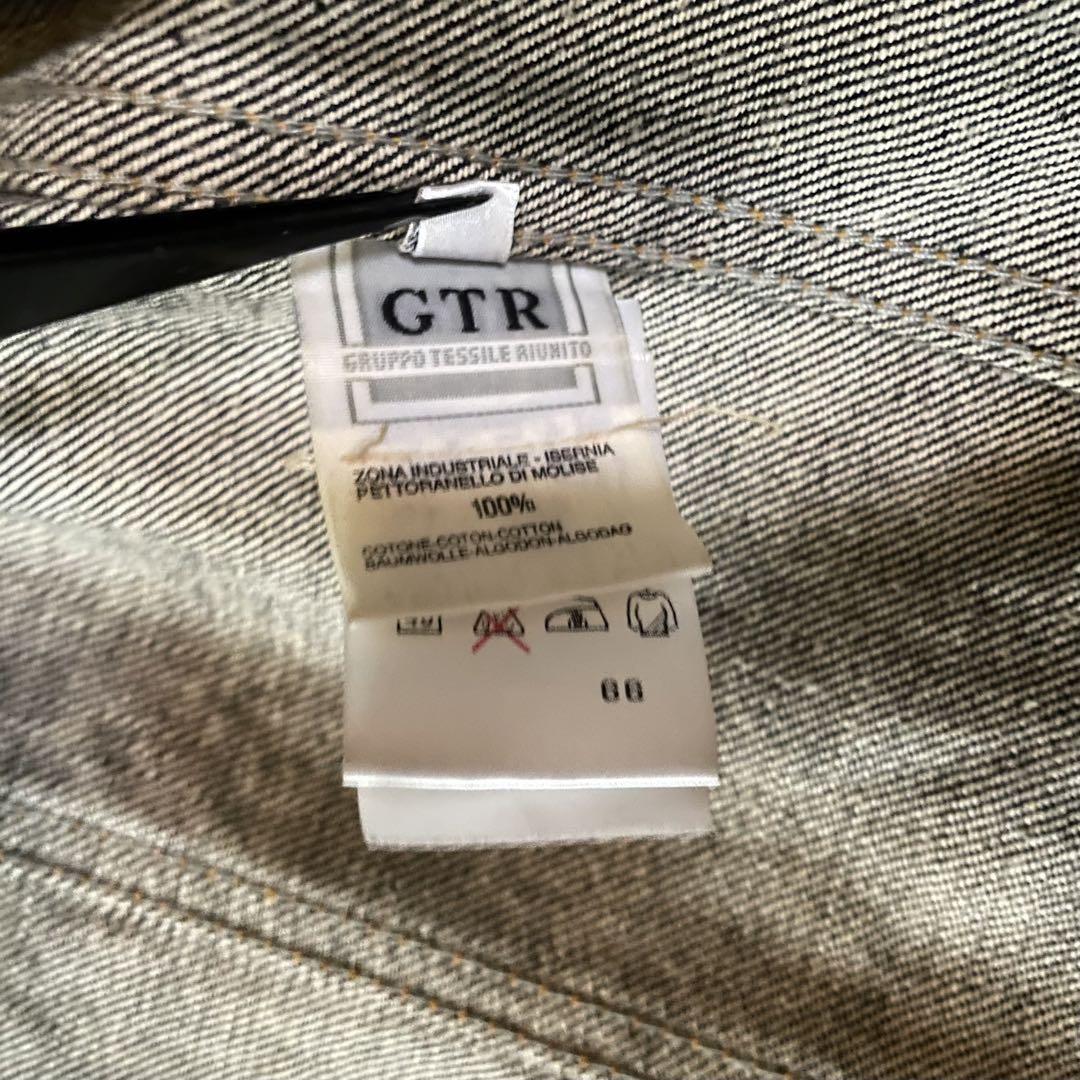 GTR
GRUPPO TESSILE RIUNITO
ZONA INDUSTRIALE - ISERNIA
PETTORANELLO DI MOLISE
100%
COTONE-COTON-COTTON
BAUMWOLLE-ALGODON-ALGODAO